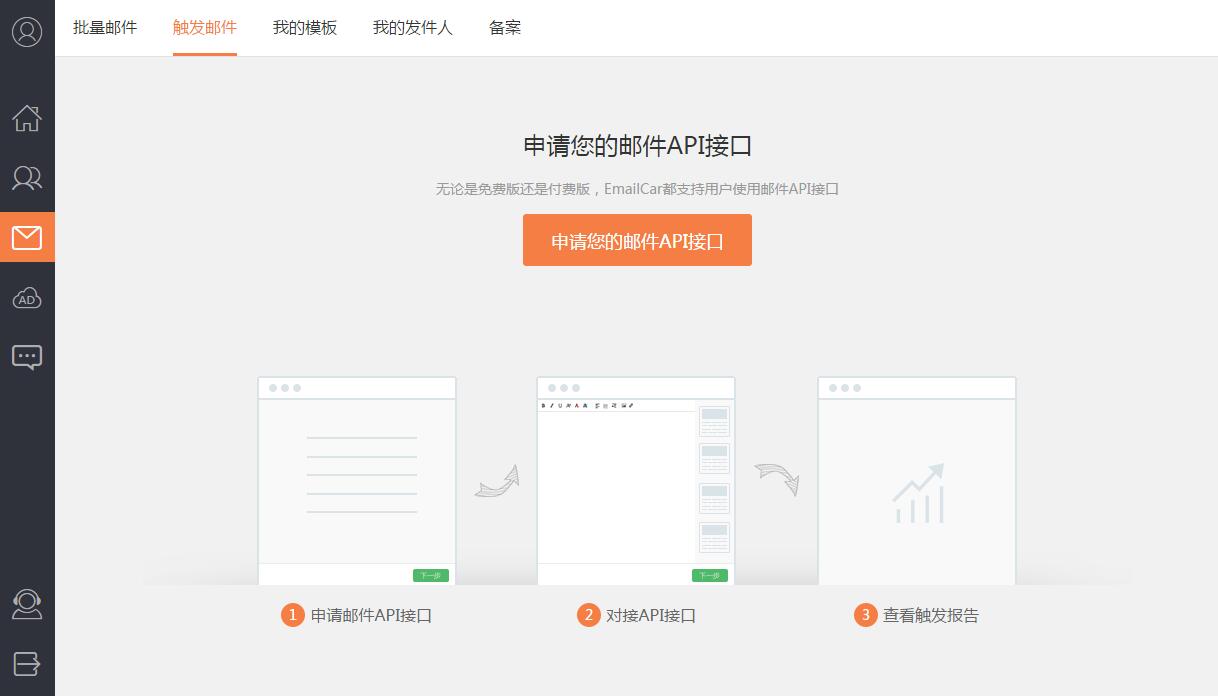 批量邮件 触发邮件 我的模板 我的发件人 备案
申请您的邮件API接口
无论是免费版还是付费版，EmailCar都支持用户使用邮件API接口
申请您的邮件API接口
AD
下一步 下一步
1 申请邮件API接口 2 对接API接口 3 查看触发报告